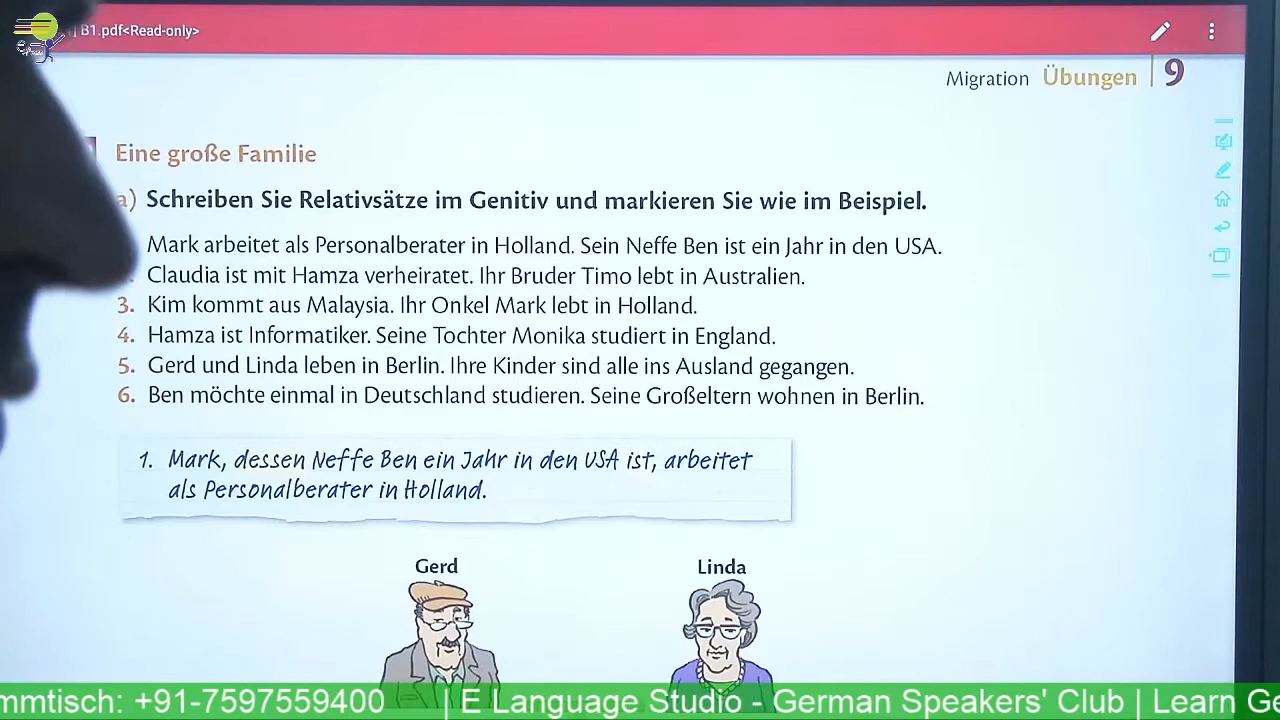 B1.pdf<Read-only>
Migration Übungen 9
Eine große Familie
a) Schreiben Sie Relativsätze im Genitiv und markieren Sie wie im Beispiel.
Mark arbeitet als Personalberater in Holland. Sein Neffe Ben ist ein Jahr in den USA.
Claudia ist mit Hamza verheiratet. Ihr Bruder Timo lebt in Australien.
3. Kim kommt aus Malaysia. Ihr Onkel Mark lebt in Holland.
4. Hamza ist Informatiker. Seine Tochter Monika studiert in England.
5. Gerd und Linda leben in Berlin. Ihre Kinder sind alle ins Ausland gegangen.
6. Ben möchte einmal in Deutschland studieren. Seine Großeltern wohnen in Berlin.
1. Mark, dessen Neffe Ben ein Jahr in den USA ist, arbeitet
als Personalberater in Holland.
Gerd Linda
mmtisch: +91-7597559400 | E Language Studio - German Speakers' Club | Learn Ge